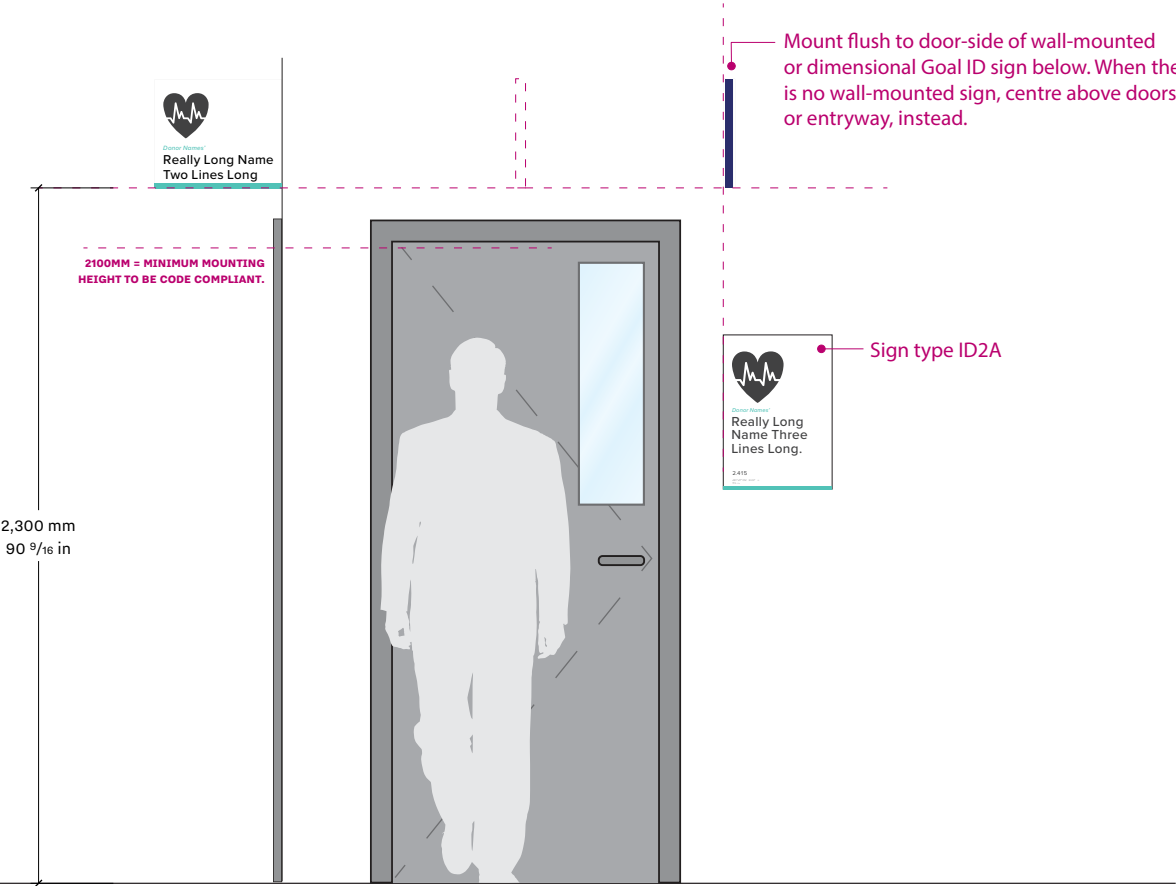 Mount flush to door-side of wall-mounted
or dimensional Goal ID sign below. When the
is no wall-mounted sign, centre above doors
or entryway, instead.
Donor Names™
Really Long Name
Two Lines Long
2100MM = MINIMUM MOUNTING
HEIGHT TO BE CODE COMPLIANT.
Sign type ID2A
Donor Names™
Really Long
Name Three
Lines Long.
2.415
2,300 mm
90 9/16 in